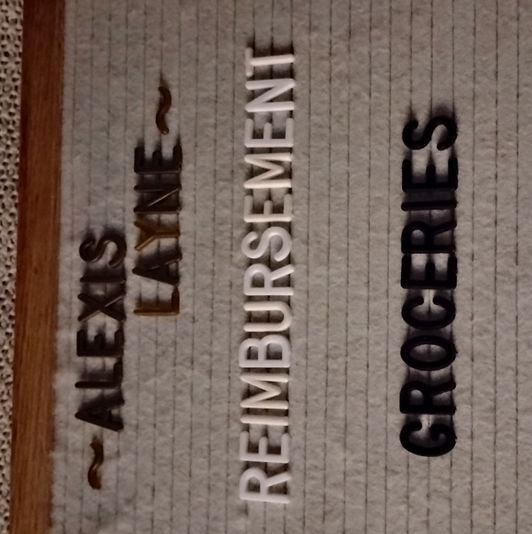 ~ALEXIS
LAYNE~
REIMBURSEMENT
GROCERIES